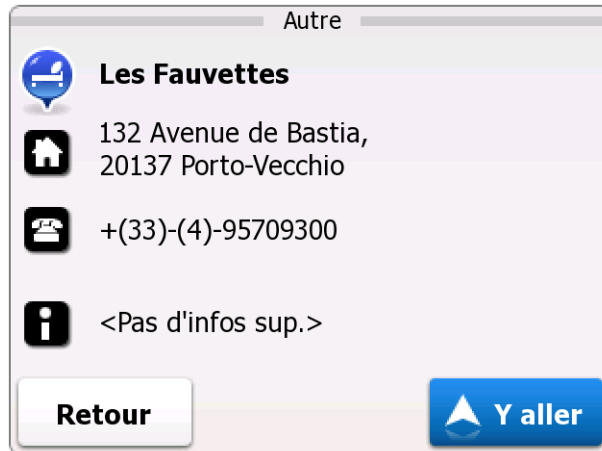 Autre
Les Fauvettes
132 Avenue de Bastia,
20137 Porto-Vecchio
+(33)-(4)-95709300
<Pas d'infos sup.>
Retour
Y aller